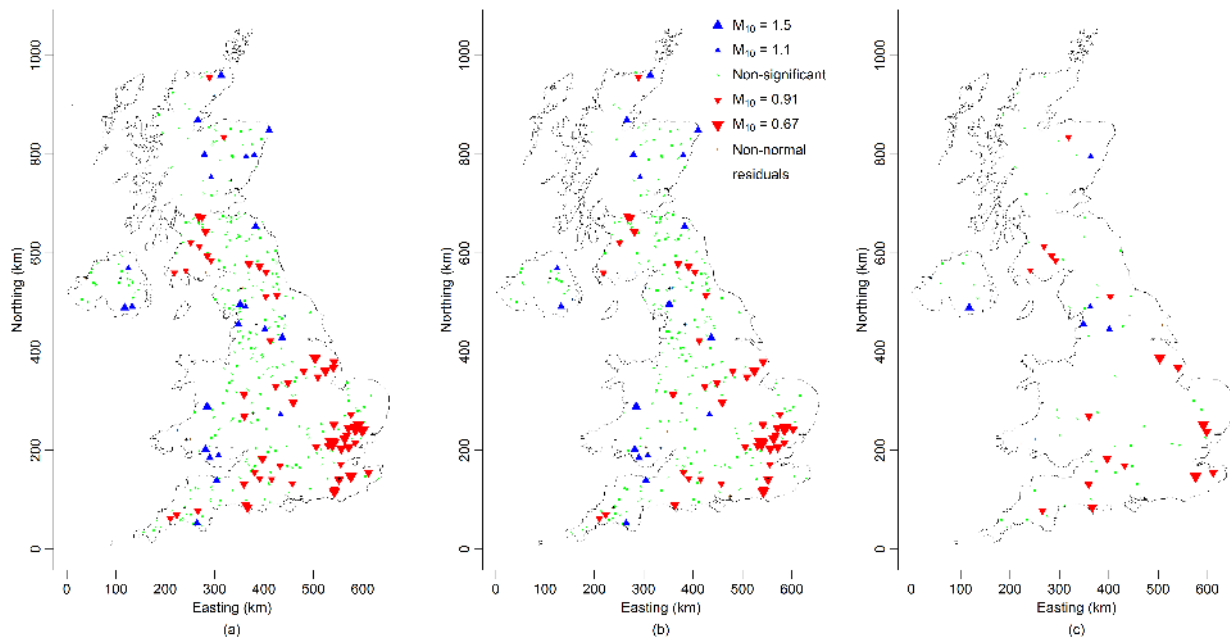 M₁₀ = 1.5
M₁₀ = 1.1
Non-significant
M₁₀ = 0.91
M₁₀ = 0.67
Non-normal
residuals
Northing (km)
0
200
400
600
800
1000
0 100 200 300 400 500 600
Easting (km)
(a)
Northing (km)
0
200
400
600
800
1000
0 100 200 300 400 500 600
Easting (km)
(b)
Northing (km)
0
200
400
600
800
1000
0 100 200 300 400 500 600
Easting (km)
(c)